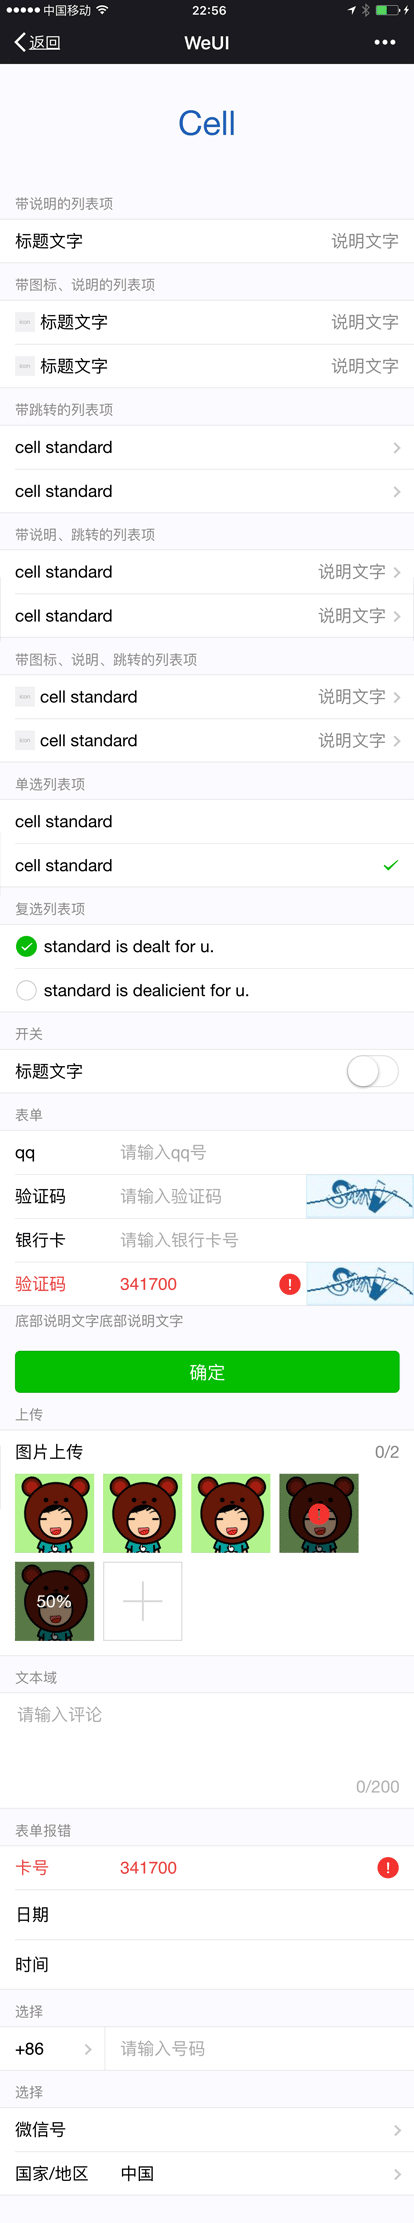 中国移动 22:56
返回 WeUI
Cell
带说明的列表项
标题文字 说明文字
带图标、说明的列表项
icon 标题文字 说明文字
icon 标题文字 说明文字
带跳转的列表项
cell standard
cell standard
带说明、跳转的列表项
cell standard 说明文字
cell standard 说明文字
带图标、说明、跳转的列表项
icon cell standard 说明文字
icon cell standard 说明文字
单选列表项
cell standard
cell standard
复选列表项
standard is dealt for u.
standard is dealicient for u.
开关
标题文字
表单
qq 请输入qq号
验证码 请输入验证码
银行卡 请输入银行卡号
验证码 341700
底部说明文字底部说明文字
确定
上传
图片上传 0/2
50%
文本域
请输入评论
0/200
表单报错
卡号 341700
日期
时间
选择
+86 请输入号码
选择
微信号
国家/地区 中国